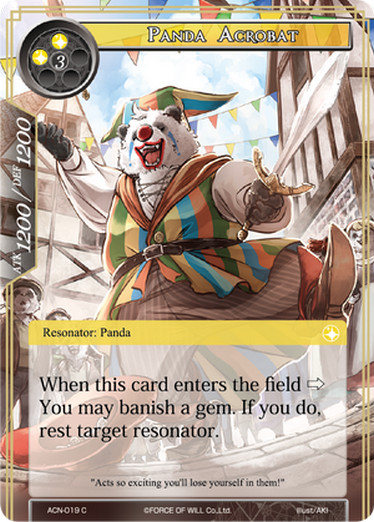 PANDA ACROBAT
3
ATK 1200 / DEF 1200
Resonator: Panda
When this card enters the field ⇨
You may banish a gem. If you do,
rest target resonator.
"Acts so exciting you'll lose yourself in them!"
ACN-019 C ©FORCE OF WILL Co.,Ltd. Illust/AKI